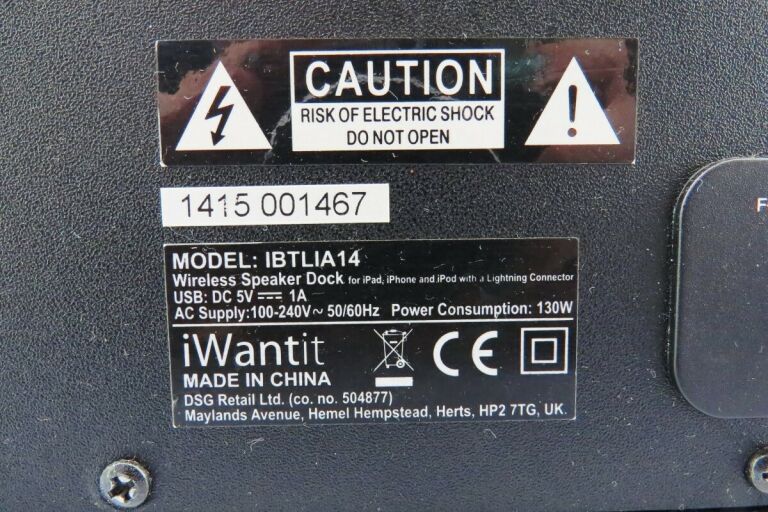 CAUTION
RISK OF ELECTRIC SHOCK
DO NOT OPEN
1415 001467
MODEL: IBTLIA14
Wireless Speaker Dock for iPad, iPhone and iPod with a Lightning Connector
USB: DC 5V ⎓ 1A
AC Supply:100-240V~ 50/60Hz Power Consumption: 130W
iWantit
CE
MADE IN CHINA
DSG Retail Ltd. (co. no. 504877)
Maylands Avenue, Hemel Hempstead, Herts, HP2 7TG, UK.